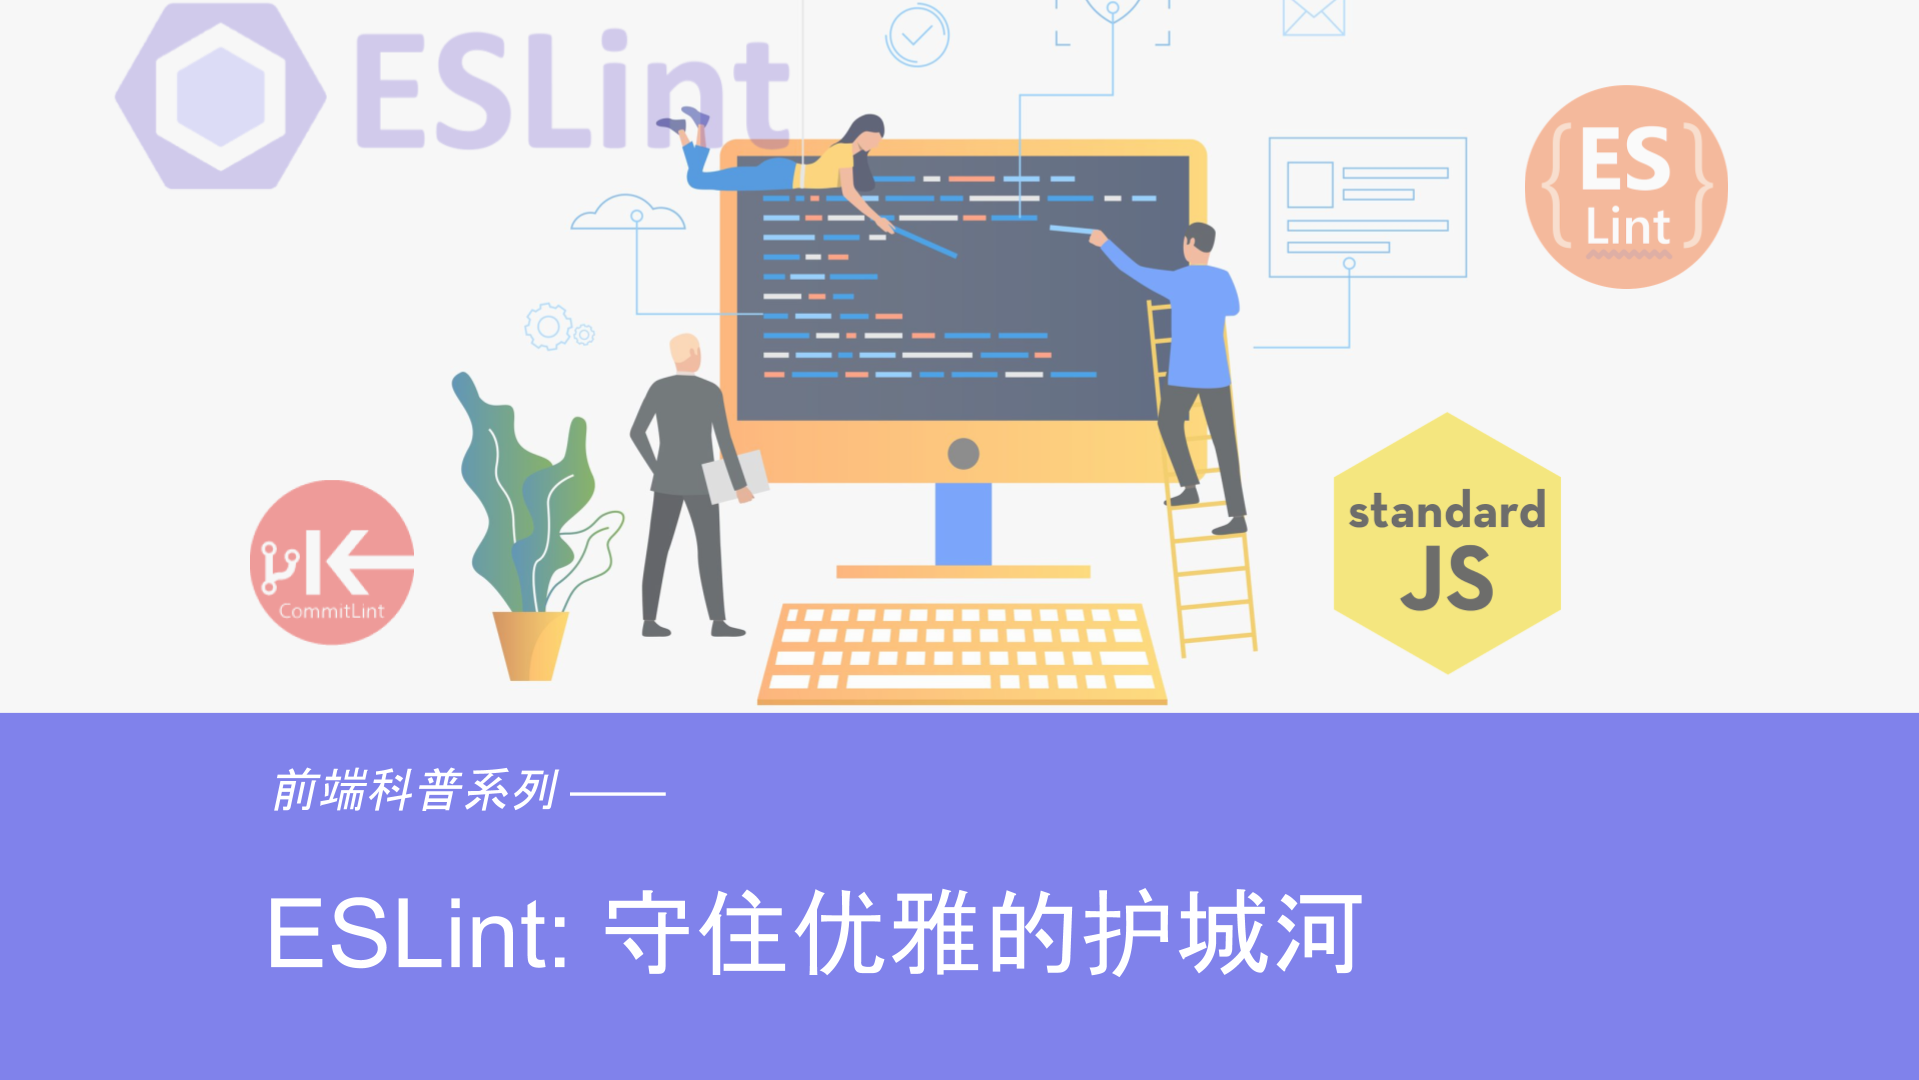 ESLint
ES
Lint
standard
JS
CommitLint
前端科普系列 ——
ESLint: 守住优雅的护城河